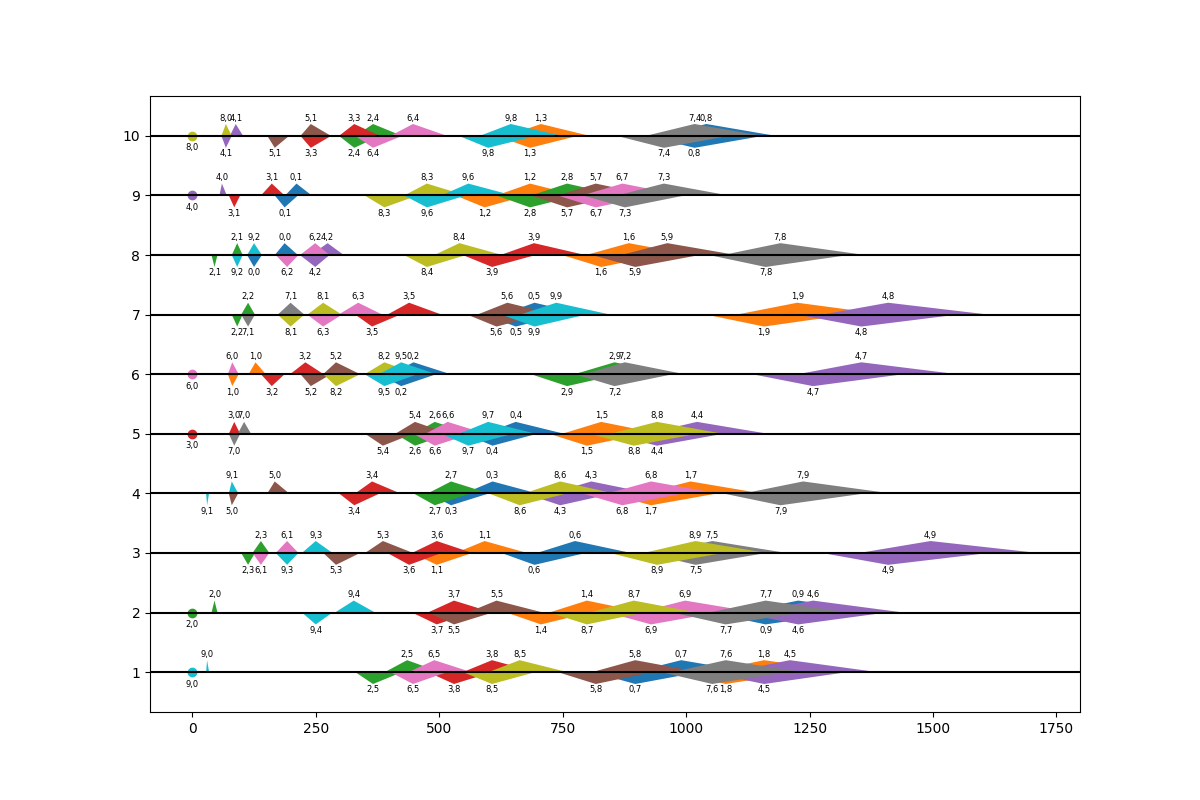 8,0 4,1 5,1 3,3 2,4 6,4 9,8 1,3 7,4 0,8
10
8,0 4,1 5,1 3,3 2,4 6,4 9,8 1,3 7,4 0,8
4,0 3,1 0,1 8,3 9,6 1,2 2,8 5,7 6,7 7,3
9
4,0 3,1 0,1 8,3 9,6 1,2 2,8 5,7 6,7 7,3
2,1 9,2 0,0 6,2 4,2 8,4 3,9 1,6 5,9 7,8
8
2,1 9,2 0,0 6,2 4,2 8,4 3,9 1,6 5,9 7,8
2,2 7,1 8,1 6,3 3,5 5,6 0,5 9,9 1,9 4,8
7
2,2 7,1 8,1 6,3 3,5 5,6 0,5 9,9 1,9 4,8
6,0 1,0 3,2 5,2 8,2 9,5 0,2 2,9 7,2 4,7
6
6,0 1,0 3,2 5,2 8,2 9,5 0,2 2,9 7,2 4,7
3,0 7,0 5,4 2,6 6,6 9,7 0,4 1,5 8,8 4,4
5
3,0 7,0 5,4 2,6 6,6 9,7 0,4 1,5 8,8 4,4
9,1 5,0 3,4 2,7 0,3 8,6 4,3 6,8 1,7 7,9
4
9,1 5,0 3,4 2,7 0,3 8,6 4,3 6,8 1,7 7,9
2,3 6,1 9,3 5,3 3,6 1,1 0,6 8,9 7,5 4,9
3
2,3 6,1 9,3 5,3 3,6 1,1 0,6 8,9 7,5 4,9
2,0 9,4 3,7 5,5 1,4 8,7 6,9 7,7 0,9 4,6
2
2,0 9,4 3,7 5,5 1,4 8,7 6,9 7,7 0,9 4,6
9,0 2,5 6,5 3,8 8,5 5,8 0,7 7,6 1,8 4,5
1
9,0 2,5 6,5 3,8 8,5 5,8 0,7 7,6 1,8 4,5
0 250 500 750 1000 1250 1500 1750